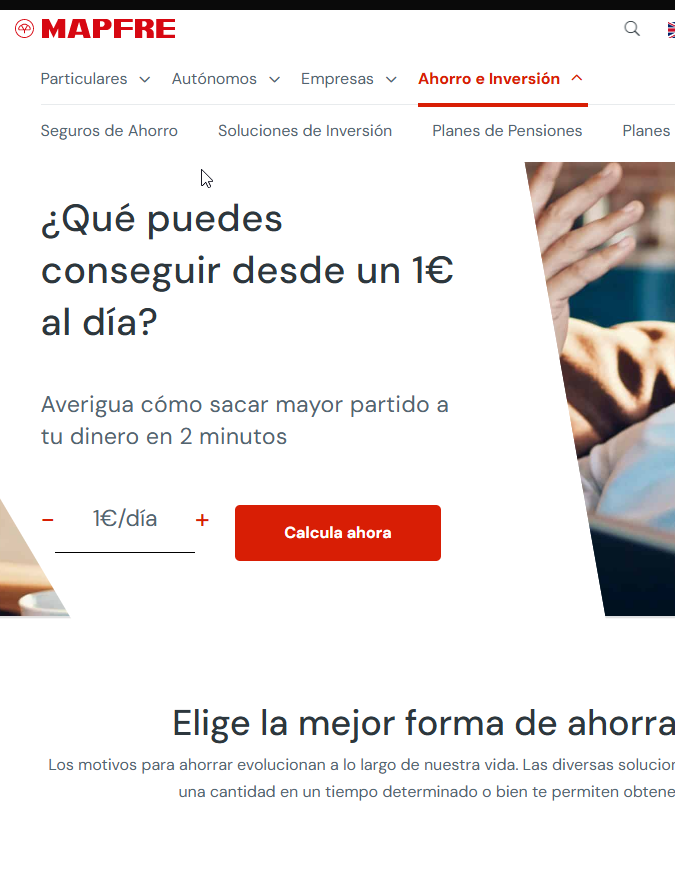 MAPFRE
Particulares Autónomos Empresas Ahorro e Inversión
Seguros de Ahorro Soluciones de Inversión Planes de Pensiones Planes
¿Qué puedes
conseguir desde un 1€
al día?
Averigua cómo sacar mayor partido a
tu dinero en 2 minutos
− 1€/día + Calcula ahora
Elige la mejor forma de ahorra
Los motivos para ahorrar evolucionan a lo largo de nuestra vida. Las diversas solucion
una cantidad en un tiempo determinado o bien te permiten obtene